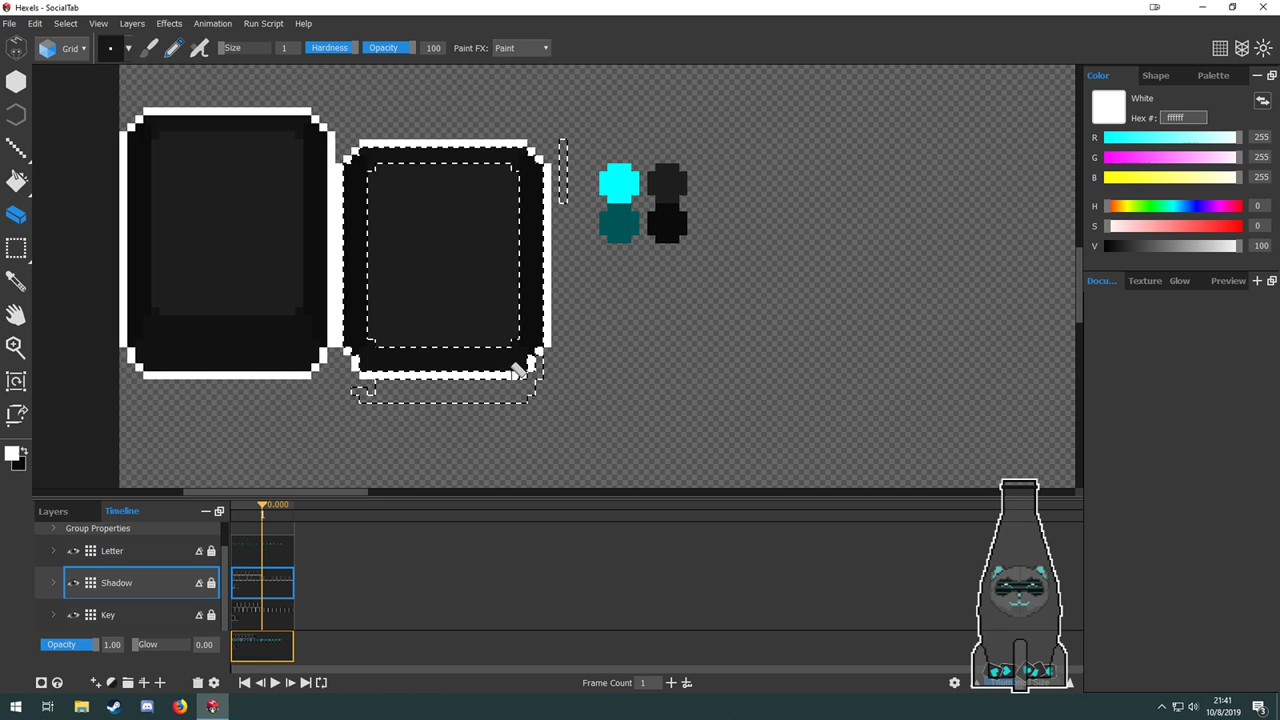 Hexels - SocialTab
File Edit Select View Layers Effects Animation Run Script Help
Grid Size 1 Hardness Opacity 100 Paint FX: Paint
Color Shape Palette
White
Hex #: ffffff
R 255
G 255
B 255
H 0
S 0
V 100
Docu... Texture Glow Preview
Layers Timeline 0.000
1
Group Properties
Letter
Shadow
Key
Opacity 1.00 Glow 0.00
Frame Count 1
21:41
10/8/2019
3